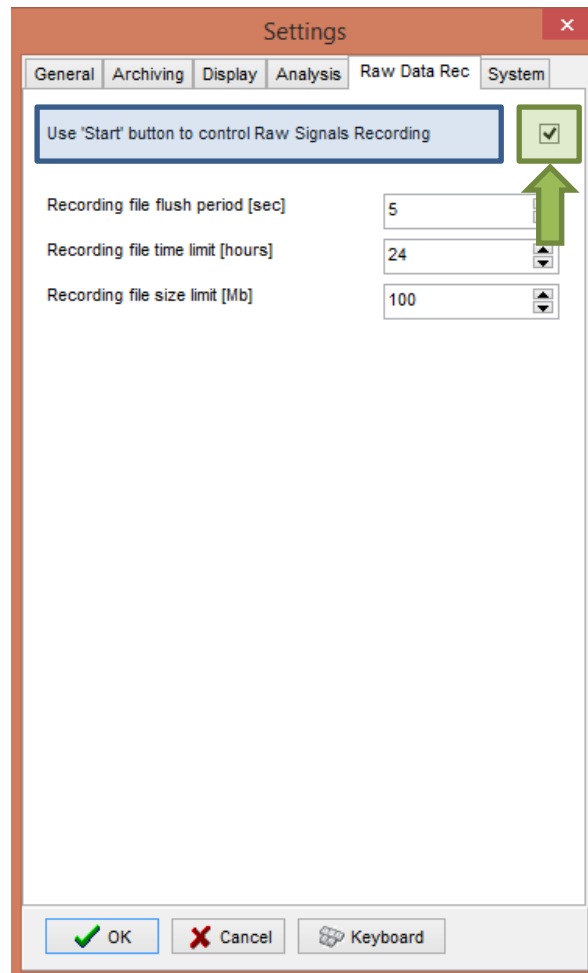 Settings
General Archiving Display Analysis Raw Data Rec System
Use 'Start' button to control Raw Signals Recording
Recording file flush period [sec] 5
Recording file time limit [hours] 24
Recording file size limit [Mb] 100
OK Cancel Keyboard